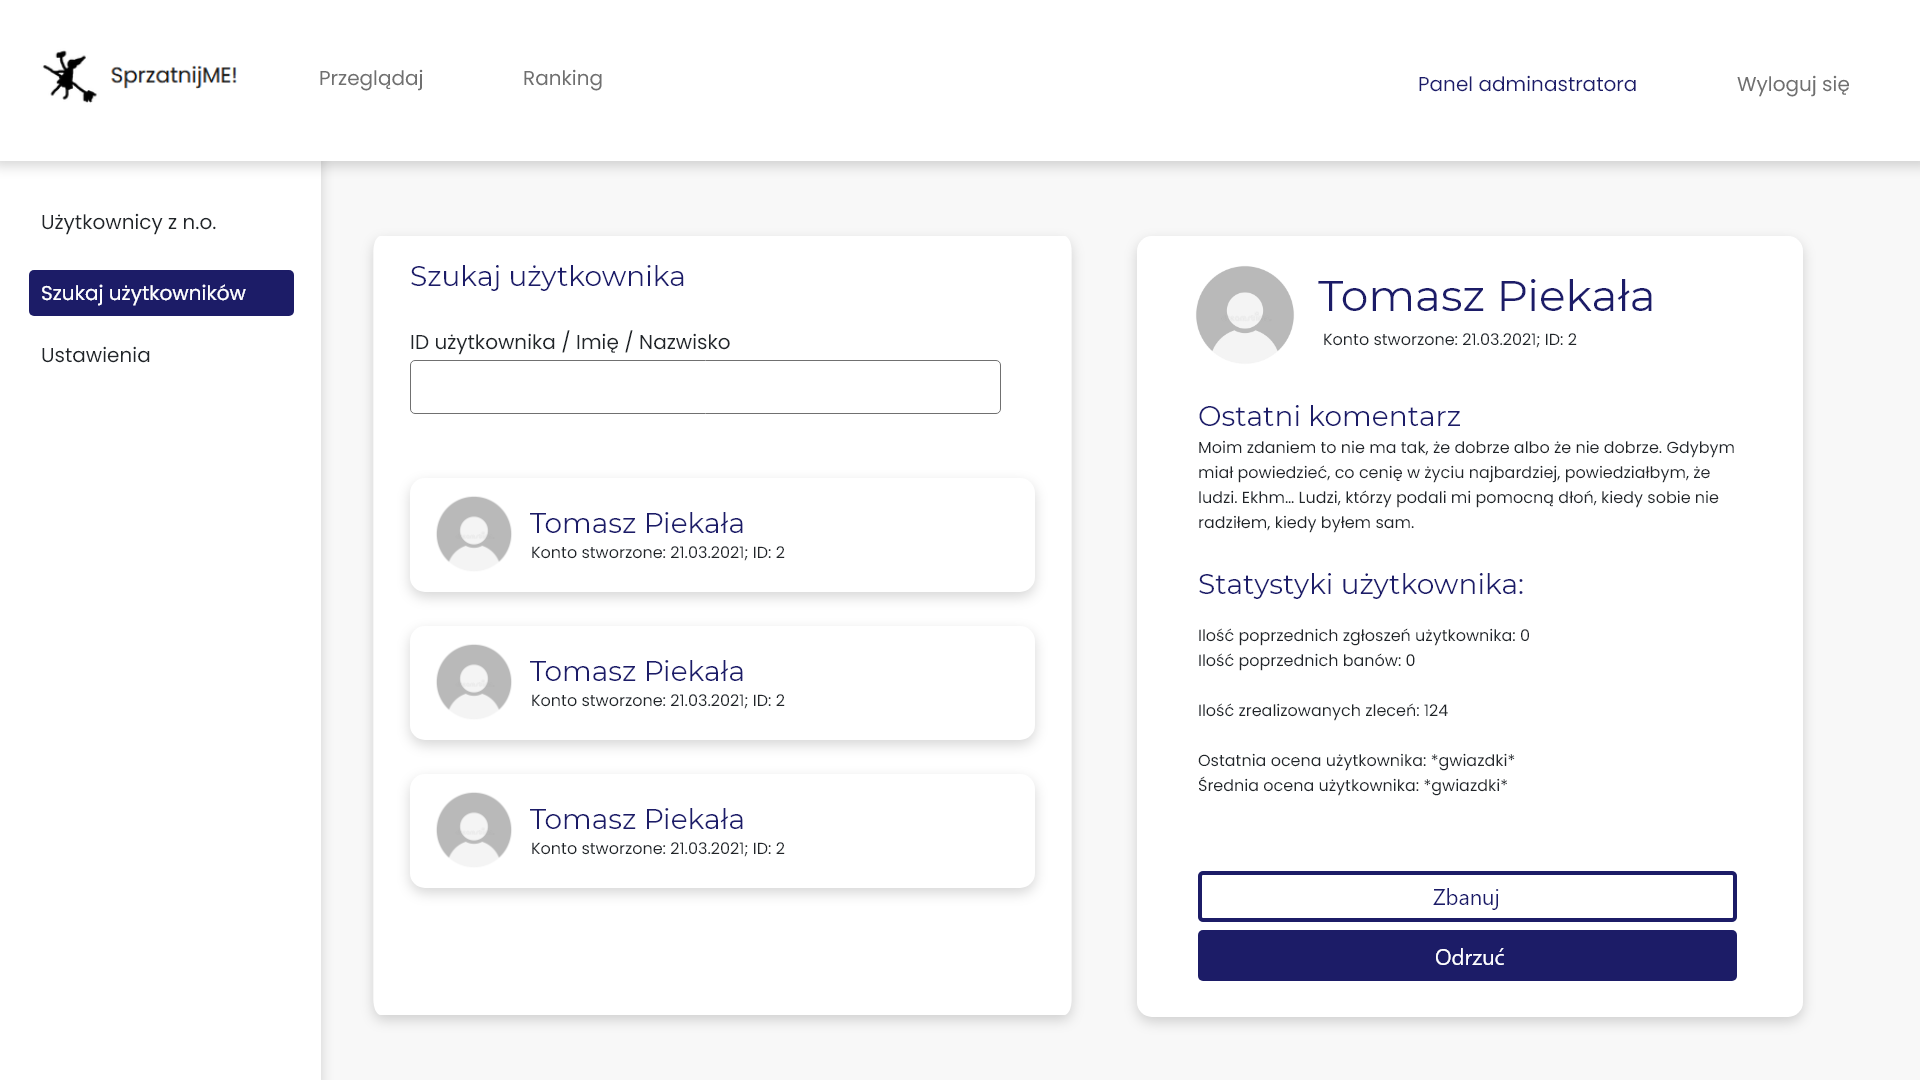 SprzatnijME!
Przeglądaj
Ranking
Panel adminastratora
Wyloguj się
Użytkownicy z n.o.
Szukaj użytkowników
Ustawienia
Szukaj użytkownika
ID użytkownika / Imię / Nazwisko
Tomasz Piekała
Konto stworzone: 21.03.2021; ID: 2
Tomasz Piekała
Konto stworzone: 21.03.2021; ID: 2
Tomasz Piekała
Konto stworzone: 21.03.2021; ID: 2
Tomasz Piekała
Konto stworzone: 21.03.2021; ID: 2
Ostatni komentarz
Moim zdaniem to nie ma tak, że dobrze albo że nie dobrze. Gdybym
miał powiedzieć, co cenię w życiu najbardziej, powiedziałbym, że
ludzi. Ekhm... Ludzi, którzy podali mi pomocną dłoń, kiedy sobie nie
radziłem, kiedy byłem sam.
Statystyki użytkownika:
Ilość poprzednich zgłoszeń użytkownika: 0
Ilość poprzednich banów: 0
Ilość zrealizowanych zleceń: 124
Ostatnia ocena użytkownika: *gwiazdki*
Średnia ocena użytkownika: *gwiazdki*
Zbanuj
Odrzuć